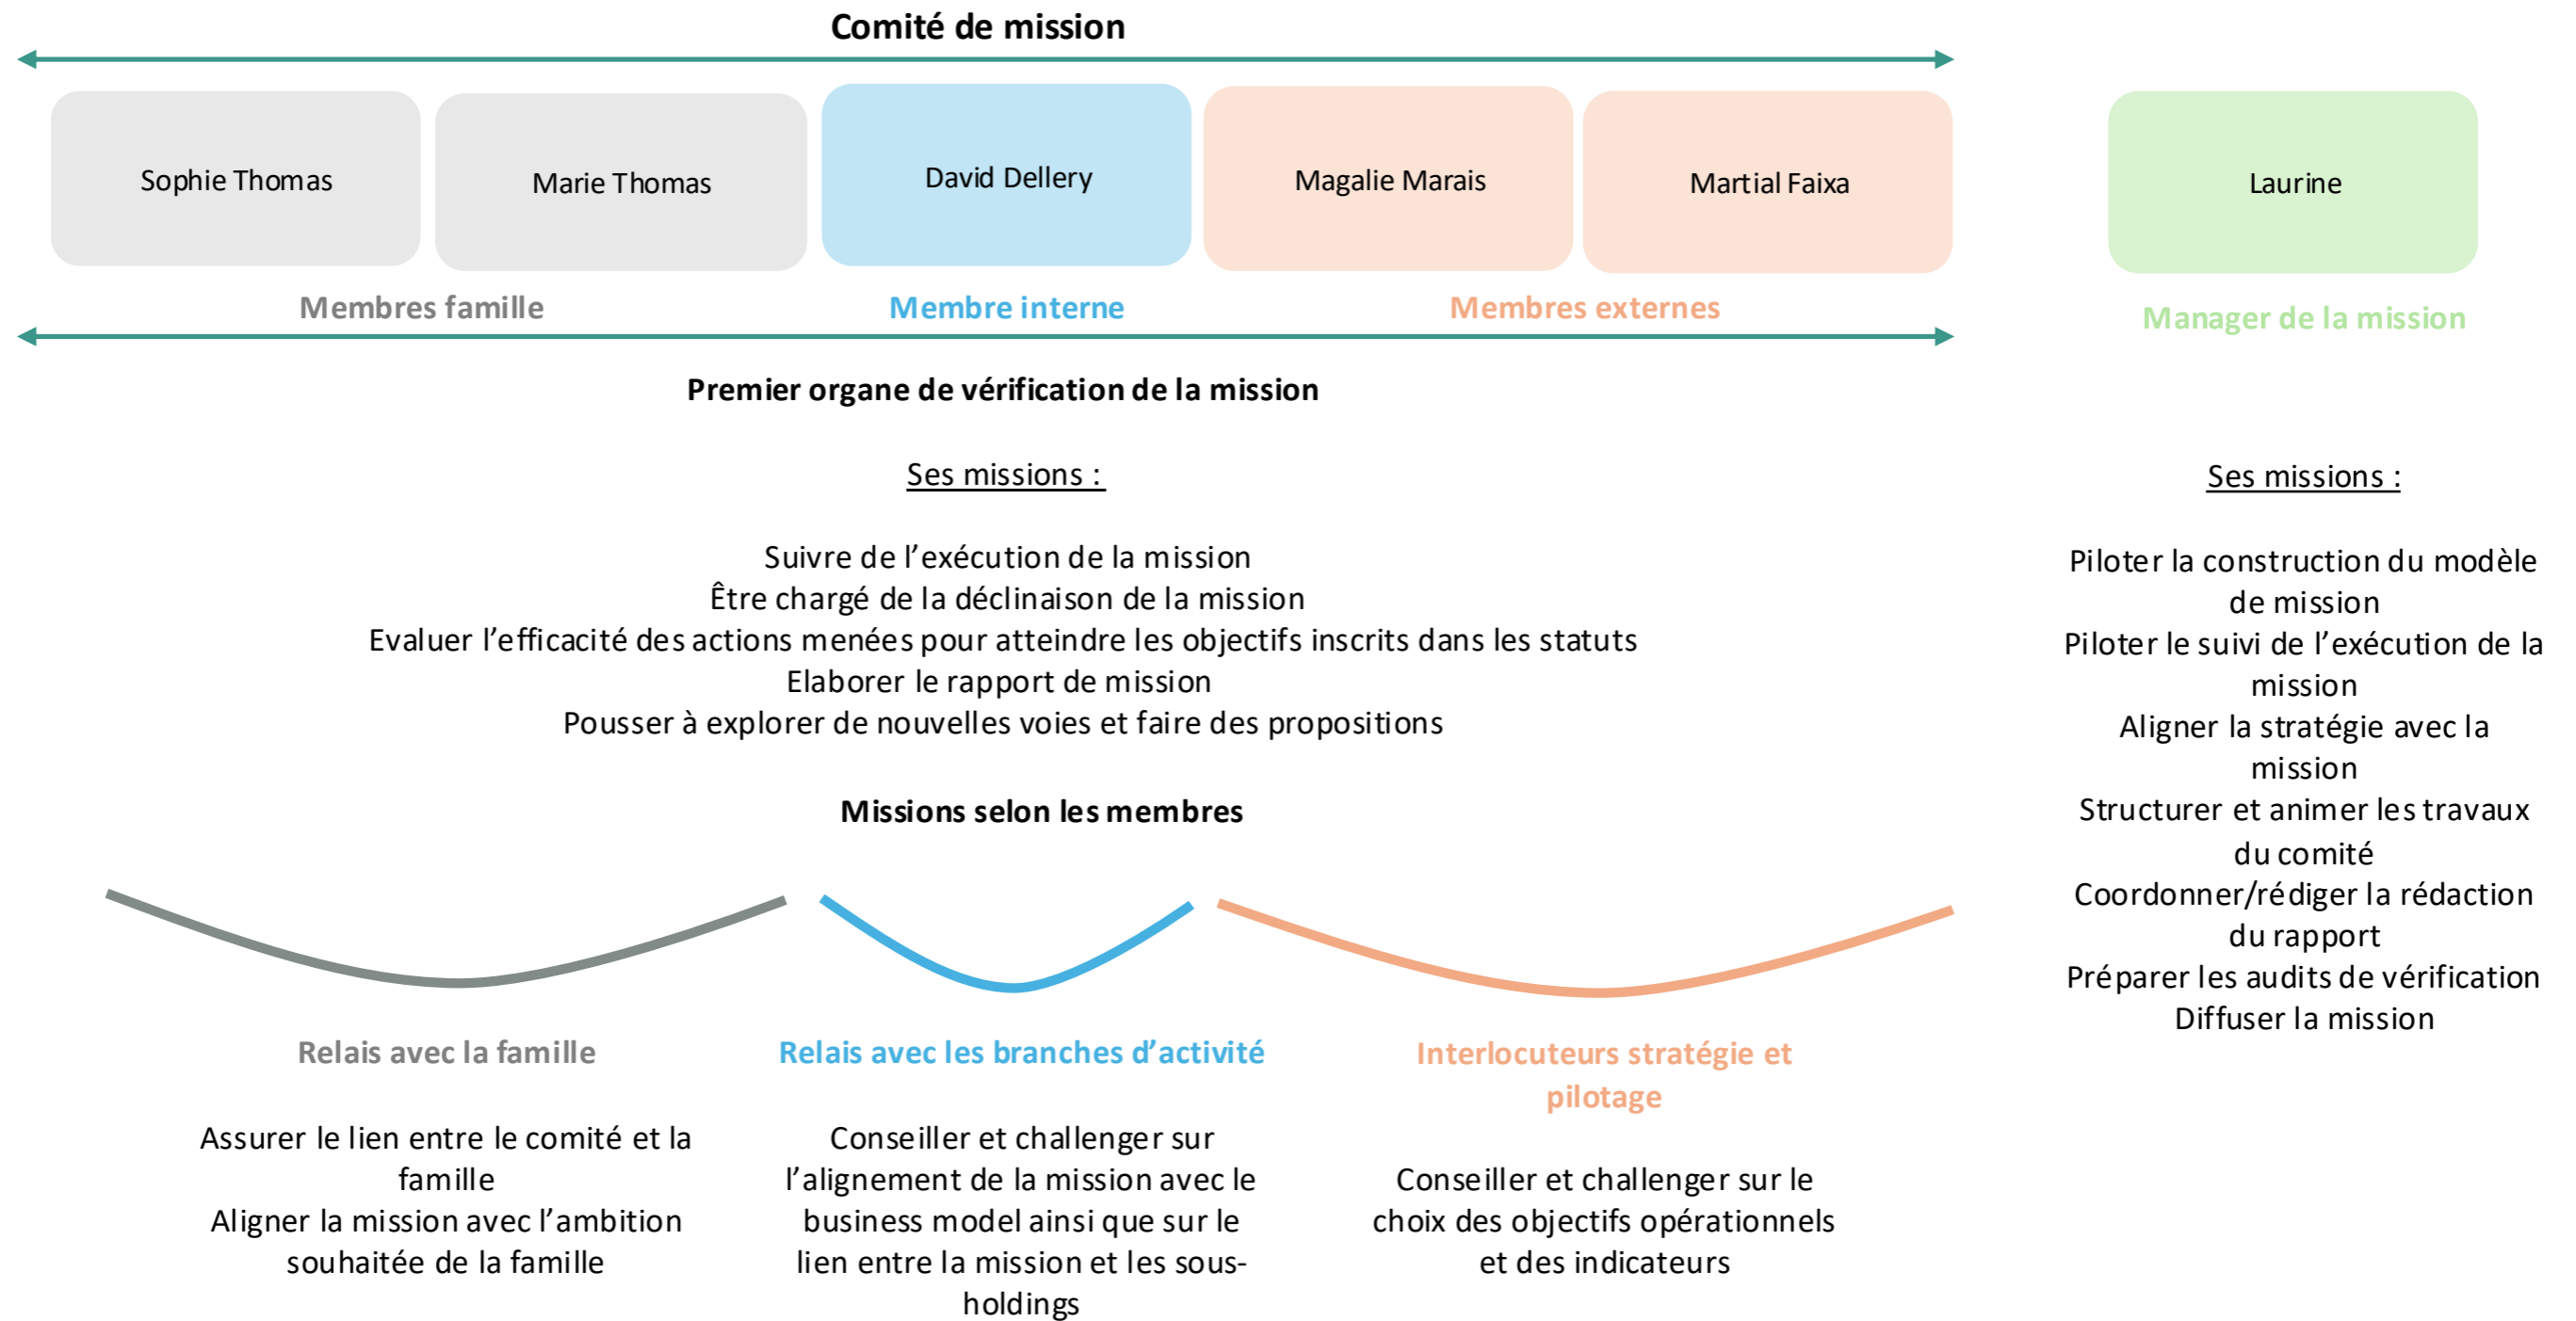 Comité de mission
Sophie Thomas
Marie Thomas
David Dellery
Magalie Marais
Martial Faixa
Laurine
Membres famille
Membre interne
Membres externes
Manager de la mission
Premier organe de vérification de la mission
Ses missions :
Suivre de l’exécution de la mission
Être chargé de la déclinaison de la mission
Evaluer l’efficacité des actions menées pour atteindre les objectifs inscrits dans les statuts
Elaborer le rapport de mission
Pousser à explorer de nouvelles voies et faire des propositions
Missions selon les membres
Relais avec la famille
Assurer le lien entre le comité et la
famille
Aligner la mission avec l’ambition
souhaitée de la famille
Relais avec les branches d’activité
Conseiller et challenger sur
l’alignement de la mission avec le
business model ainsi que sur le
lien entre la mission et les sous-
holdings
Interlocuteurs stratégie et
pilotage
Conseiller et challenger sur le
choix des objectifs opérationnels
et des indicateurs
Ses missions :
Piloter la construction du modèle
de mission
Piloter le suivi de l’exécution de la
mission
Aligner la stratégie avec la
mission
Structurer et animer les travaux
du comité
Coordonner/rédiger la rédaction
du rapport
Préparer les audits de vérification
Diffuser la mission